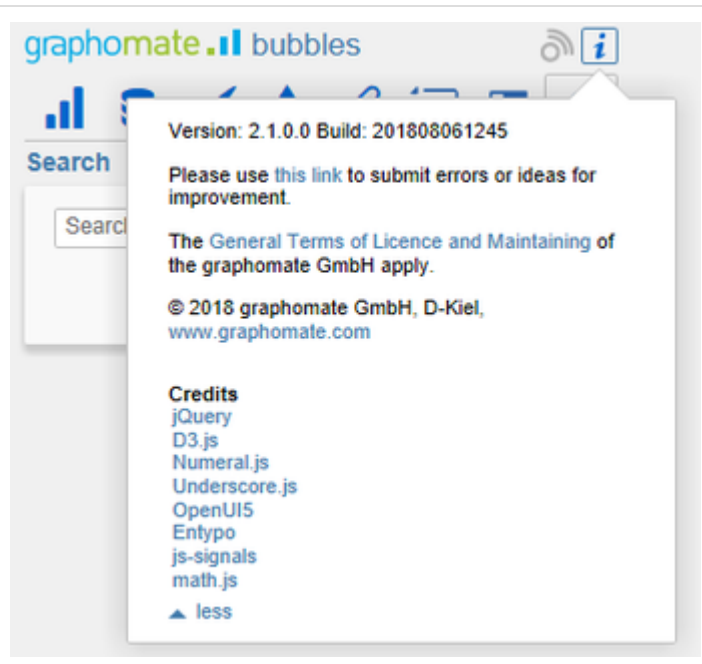 graphomate bubbles
Search
Search
Version: 2.1.0.0 Build: 201808061245
Please use this link to submit errors or ideas for
improvement.
The General Terms of Licence and Maintaining of
the graphomate GmbH apply.
© 2018 graphomate GmbH, D-Kiel,
www.graphomate.com
Credits
jQuery
D3.js
Numeral.js
Underscore.js
OpenUI5
Entypo
js-signals
math.js
less